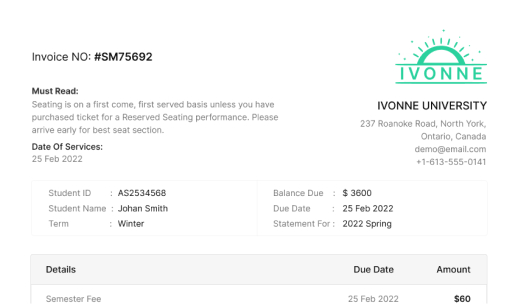 Invoice NO: #SM75692
IVONNE
Must Read:
Seating is on a first come, first served basis unless you have
purchased ticket for a Reserved Seating performance. Please
arrive early for best seat section.
Date Of Services:
25 Feb 2022
IVONNE UNIVERSITY
237 Roanoke Road, North York,
Ontario, Canada
demo@email.com
+1-613-555-0141
Student ID : AS2534568
Student Name : Johan Smith
Term : Winter
Balance Due : $ 3600
Due Date : 25 Feb 2022
Statement For : 2022 Spring
Details Due Date Amount
Semester Fee 25 Feb 2022 $60